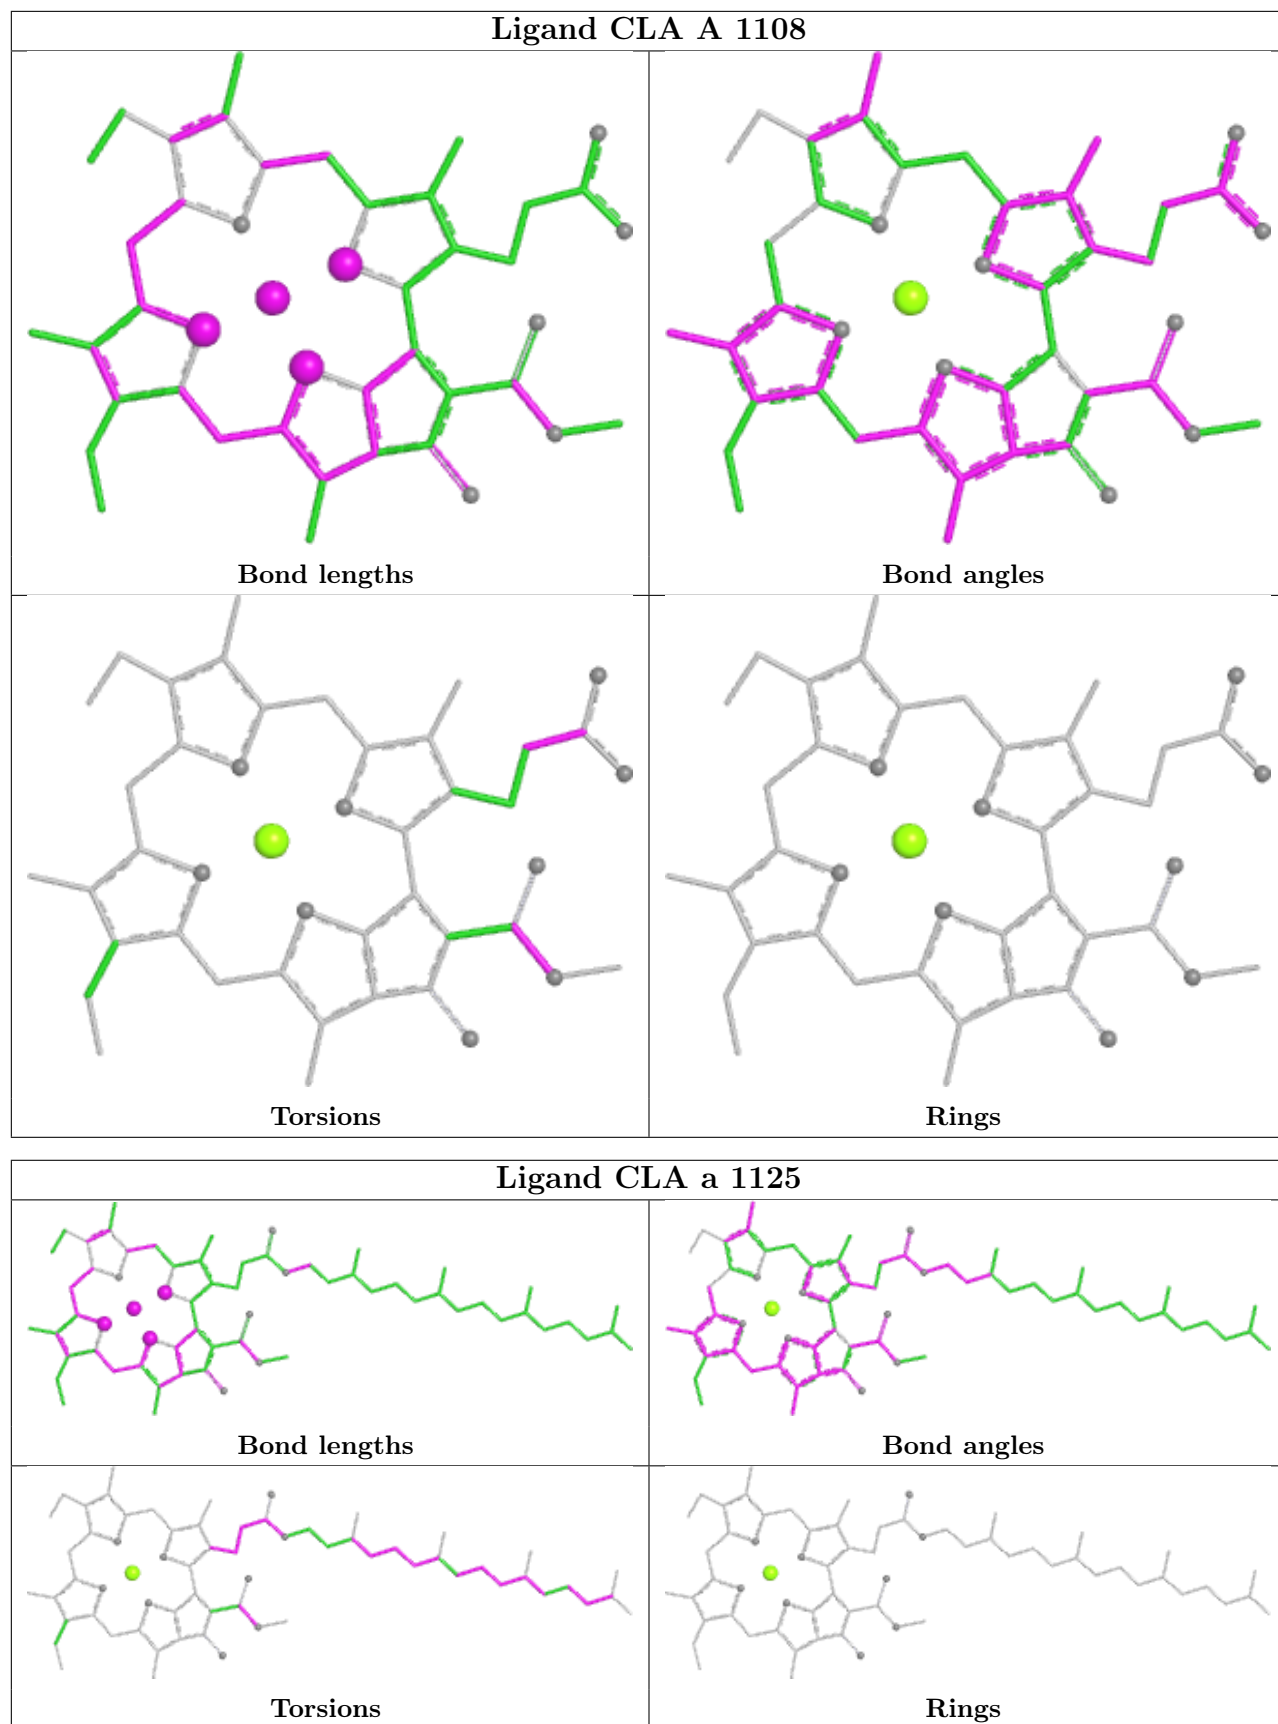 Ligand CLA A 1108
Bond lengths
Bond angles
Torsions
Rings
Ligand CLA a 1125
Bond lengths
Bond angles
Torsions
Rings